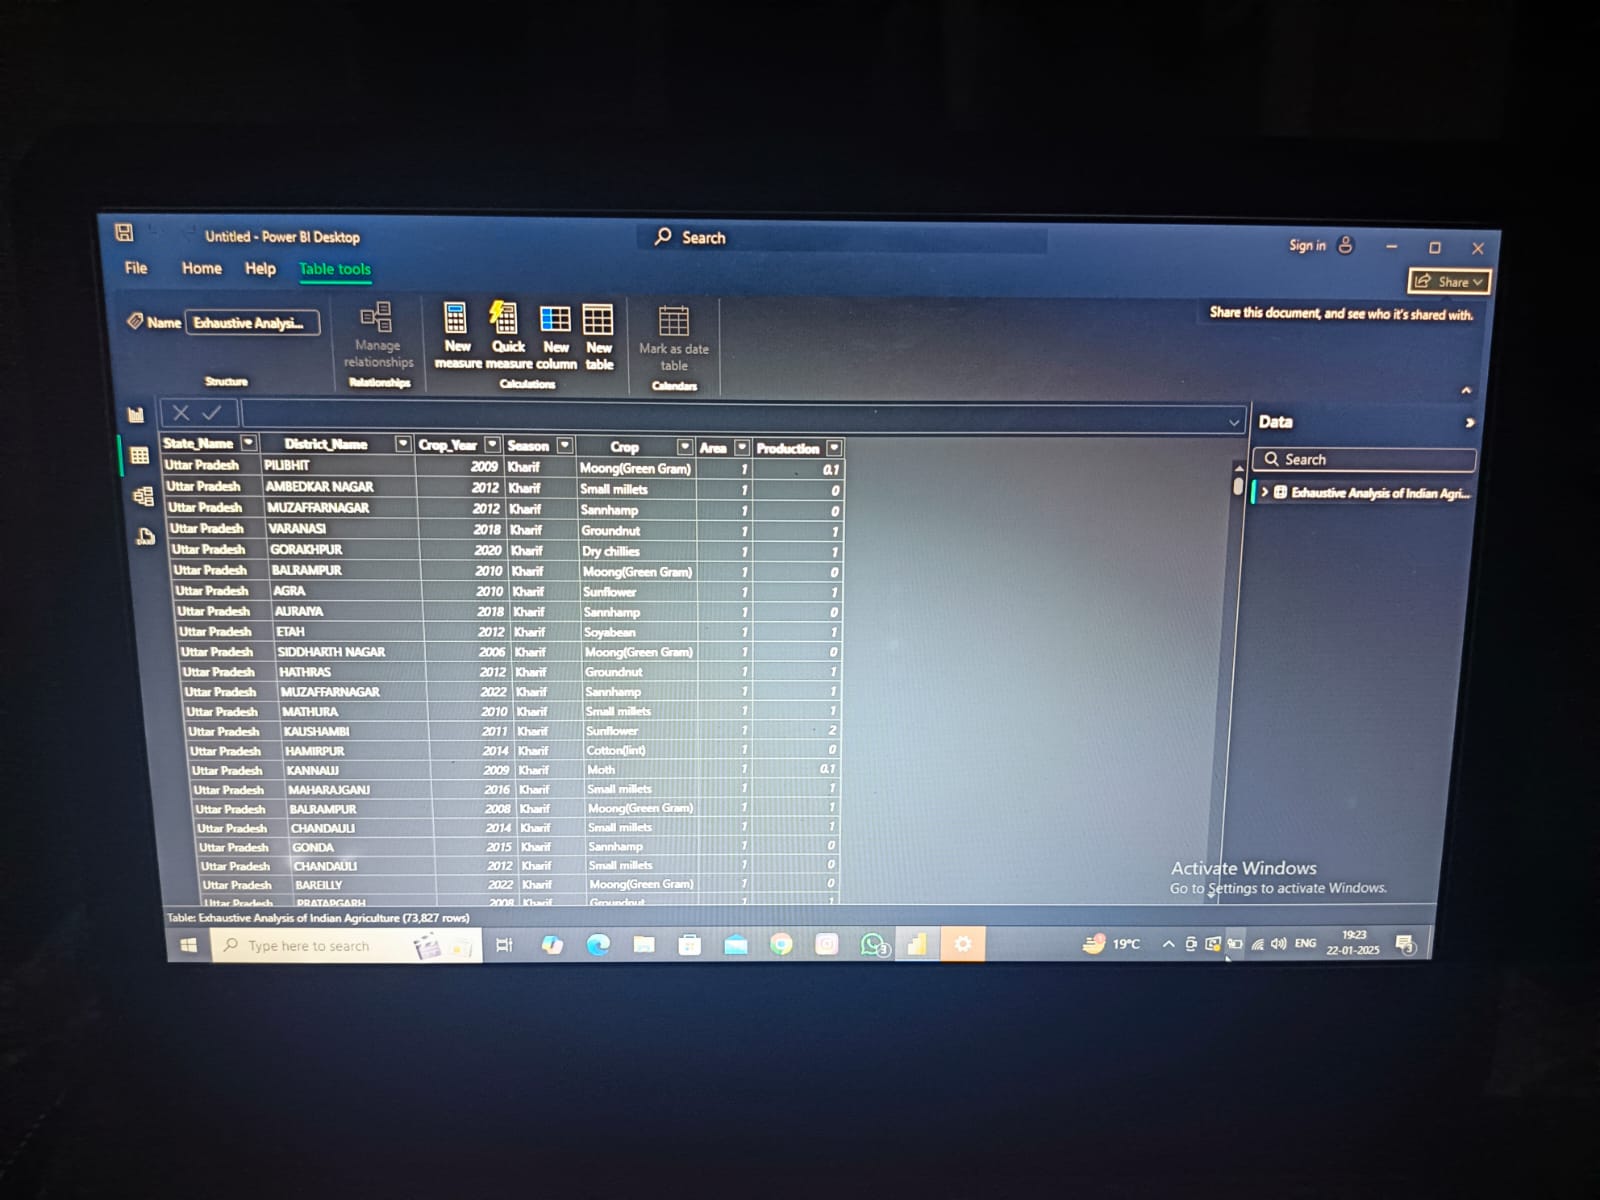 Untitled - Power BI Desktop
Search
Sign in
File Home Help Table tools
Share
Share this document, and see who it's shared with.
Name Exhaustive Analysi...
Manage relationships
New measure
Quick measure
New column
New table
Mark as date table
Structure Relationships Calculations Calendars
Data
Search
Exhaustive Analysis of Indian Agri...
State_Name District_Name Crop_Year Season Crop Area Production
Uttar Pradesh PILIBHIT 2009 Kharif Moong(Green Gram) 1 0.1
Uttar Pradesh AMBEDKAR NAGAR 2012 Kharif Small millets 1 0
Uttar Pradesh MUZAFFARNAGAR 2012 Kharif Sannhamp 1 0
Uttar Pradesh VARANASI 2018 Kharif Groundnut 1 1
Uttar Pradesh GORAKHPUR 2020 Kharif Dry chillies 1 1
Uttar Pradesh BALRAMPUR 2010 Kharif Moong(Green Gram) 1 0
Uttar Pradesh AGRA 2010 Kharif Sunflower 1 1
Uttar Pradesh AURAIYA 2018 Kharif Sannhamp 1 0
Uttar Pradesh ETAH 2012 Kharif Soyabean 1 1
Uttar Pradesh SIDDHARTH NAGAR 2006 Kharif Moong(Green Gram) 1 0
Uttar Pradesh HATHRAS 2012 Kharif Groundnut 1 1
Uttar Pradesh MUZAFFARNAGAR 2022 Kharif Sannhamp 1 1
Uttar Pradesh MATHURA 2010 Kharif Small millets 1 1
Uttar Pradesh KAUSHAMBI 2011 Kharif Sunflower 1 2
Uttar Pradesh HAMIRPUR 2014 Kharif Cotton(lint) 1 0
Uttar Pradesh KANNAUJ 2009 Kharif Moth 1 0.1
Uttar Pradesh MAHARAJGANJ 2016 Kharif Small millets 1 1
Uttar Pradesh BALRAMPUR 2008 Kharif Moong(Green Gram) 1 1
Uttar Pradesh CHANDAULI 2014 Kharif Small millets 1 1
Uttar Pradesh GONDA 2015 Kharif Sannhamp 1 0
Uttar Pradesh CHANDAULI 2012 Kharif Small millets 1 0
Uttar Pradesh BAREILLY 2022 Kharif Moong(Green Gram) 1 0
Uttar Pradesh PRATAPGARH 2008 Kharif Groundnut 1 1
Activate Windows
Go to Settings to activate Windows.
Table: Exhaustive Analysis of Indian Agriculture (73,827 rows)
Type here to search
3
19°C
ENG
19:23
22-01-2025
3